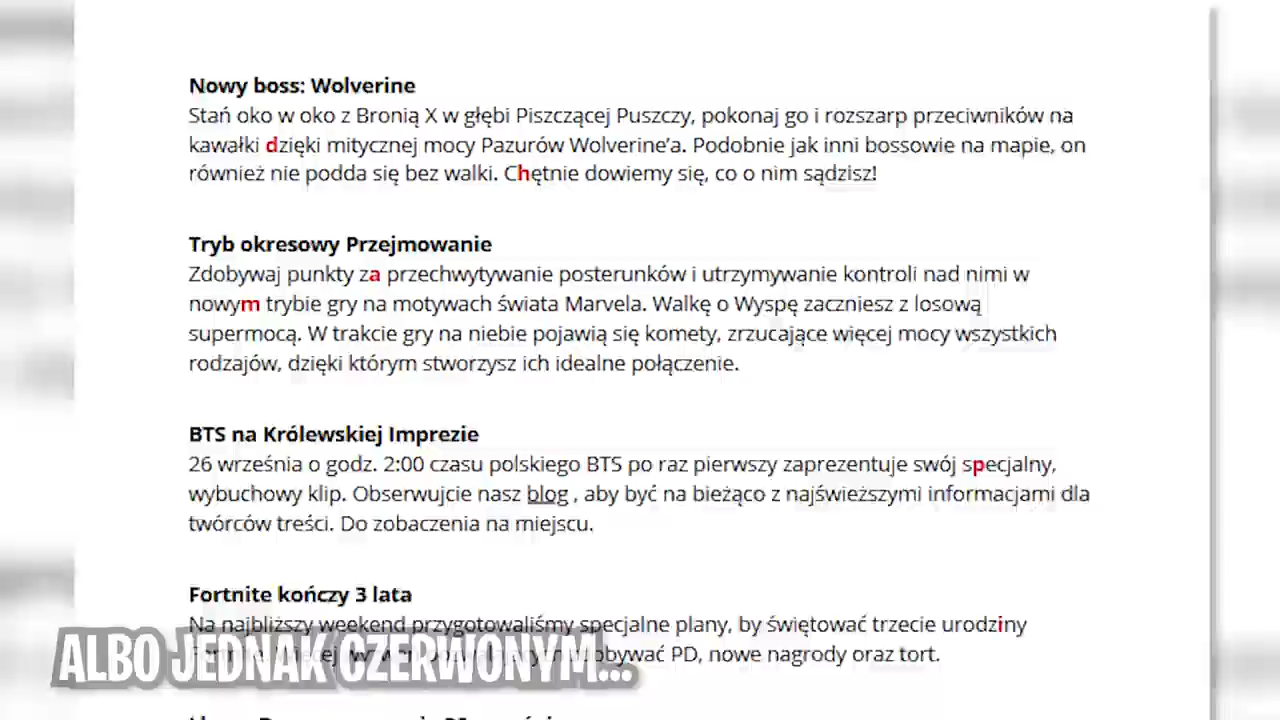 Nowy boss: Wolverine
Stań oko w oko z Bronią X w głębi Piszczącej Puszczy, pokonaj go i rozszarp przeciwników na
kawałki dzięki mitycznej mocy Pazurów Wolverine’a. Podobnie jak inni bossowie na mapie, on
również nie podda się bez walki. Chętnie dowiemy się, co o nim sądzisz!
Tryb okresowy Przejmowanie
Zdobywaj punkty za przechwytywanie posterunków i utrzymywanie kontroli nad nimi w
nowym trybie gry na motywach świata Marvela. Walkę o Wyspę zaczniesz z losową
supermocą. W trakcie gry na niebie pojawią się komety, zrzucające więcej mocy wszystkich
rodzajów, dzięki którym stworzysz ich idealne połączenie.
BTS na Królewskiej Imprezie
26 września o godz. 2:00 czasu polskiego BTS po raz pierwszy zaprezentuje swój specjalny,
wybuchowy klip. Obserwujcie nasz blog , aby być na bieżąco z najświeższymi informacjami dla
twórców treści. Do zobaczenia na miejscu.
Fortnite kończy 3 lata
Na najbliższy weekend przygotowaliśmy specjalne plany, by świętować trzecie urodziny
PD, nowe nagrody oraz tort.
ALBO JEDNAK CZERWONYM...